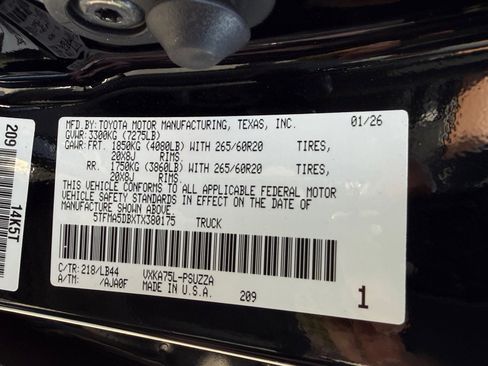 MFD.BY: TOYOTA MOTOR MANUFACTURING, TEXAS, INC. 01/26
GVWR: 3300KG (7275LB)
GAWR: FRT. 1850KG (4080LB) WITH 265/60R20 TIRES,
20X8J RIMS.
RR. 1750KG (3860LB) WITH 265/60R20 TIRES,
20X8J RIMS.
THIS VEHICLE CONFORMS TO ALL APPLICABLE FEDERAL MOTOR
VEHICLE SAFETY STANDARDS IN EFFECT ON THE DATE OF
MANUFACTURE SHOWN ABOVE.
5TFMA5DBXTX380175 TRUCK
C/TR: 218/LB44 VXKA75L-PSUZZA
A/TM: /AJA0F MADE IN U.S.A. 209
1
209
14K5T